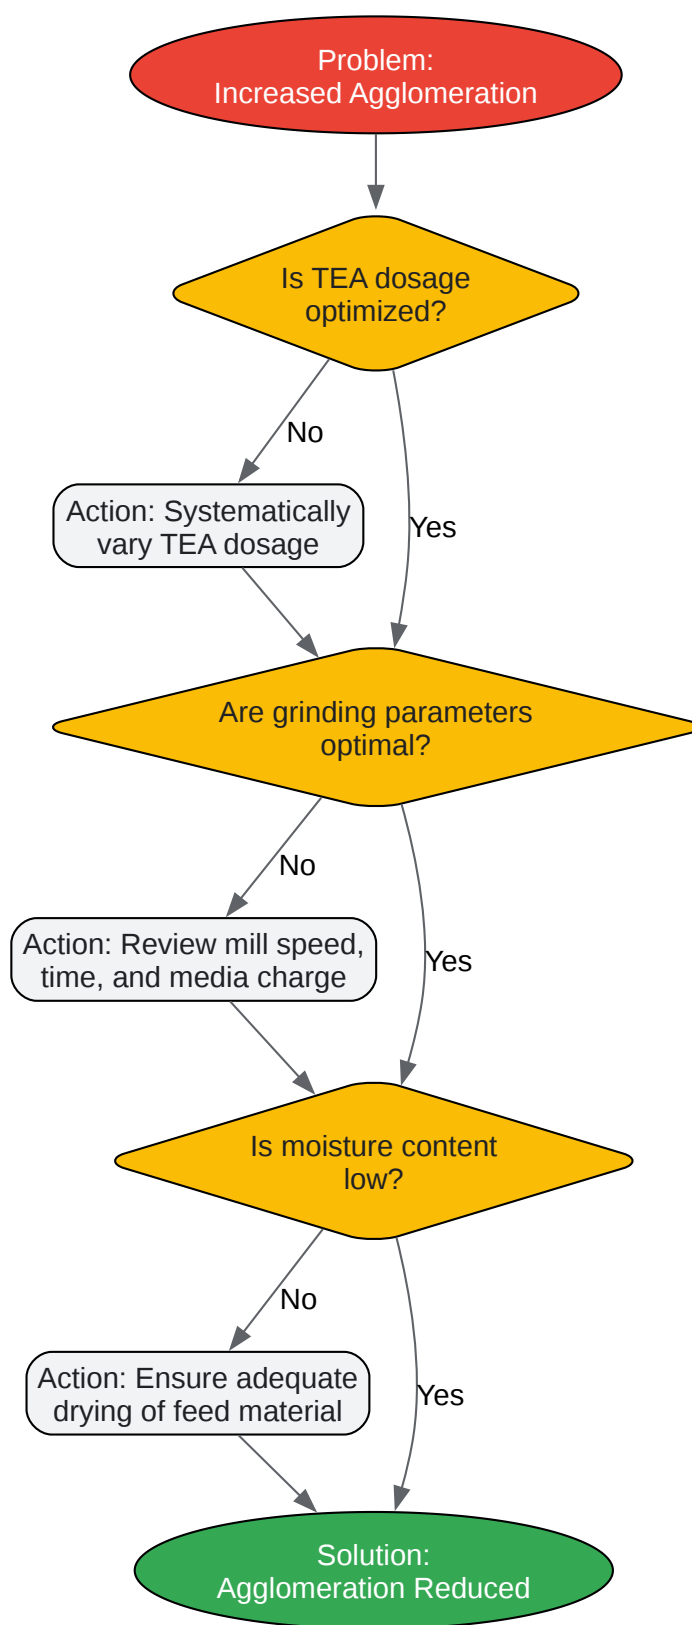 Problem:
Increased Agglomeration
Is TEA dosage
optimized?
No
Action: Systematically
vary TEA dosage
Yes
Are grinding parameters
optimal?
No
Action: Review mill speed,
time, and media charge
Yes
Is moisture content
low?
No
Action: Ensure adequate
drying of feed material
Yes
Solution:
Agglomeration Reduced